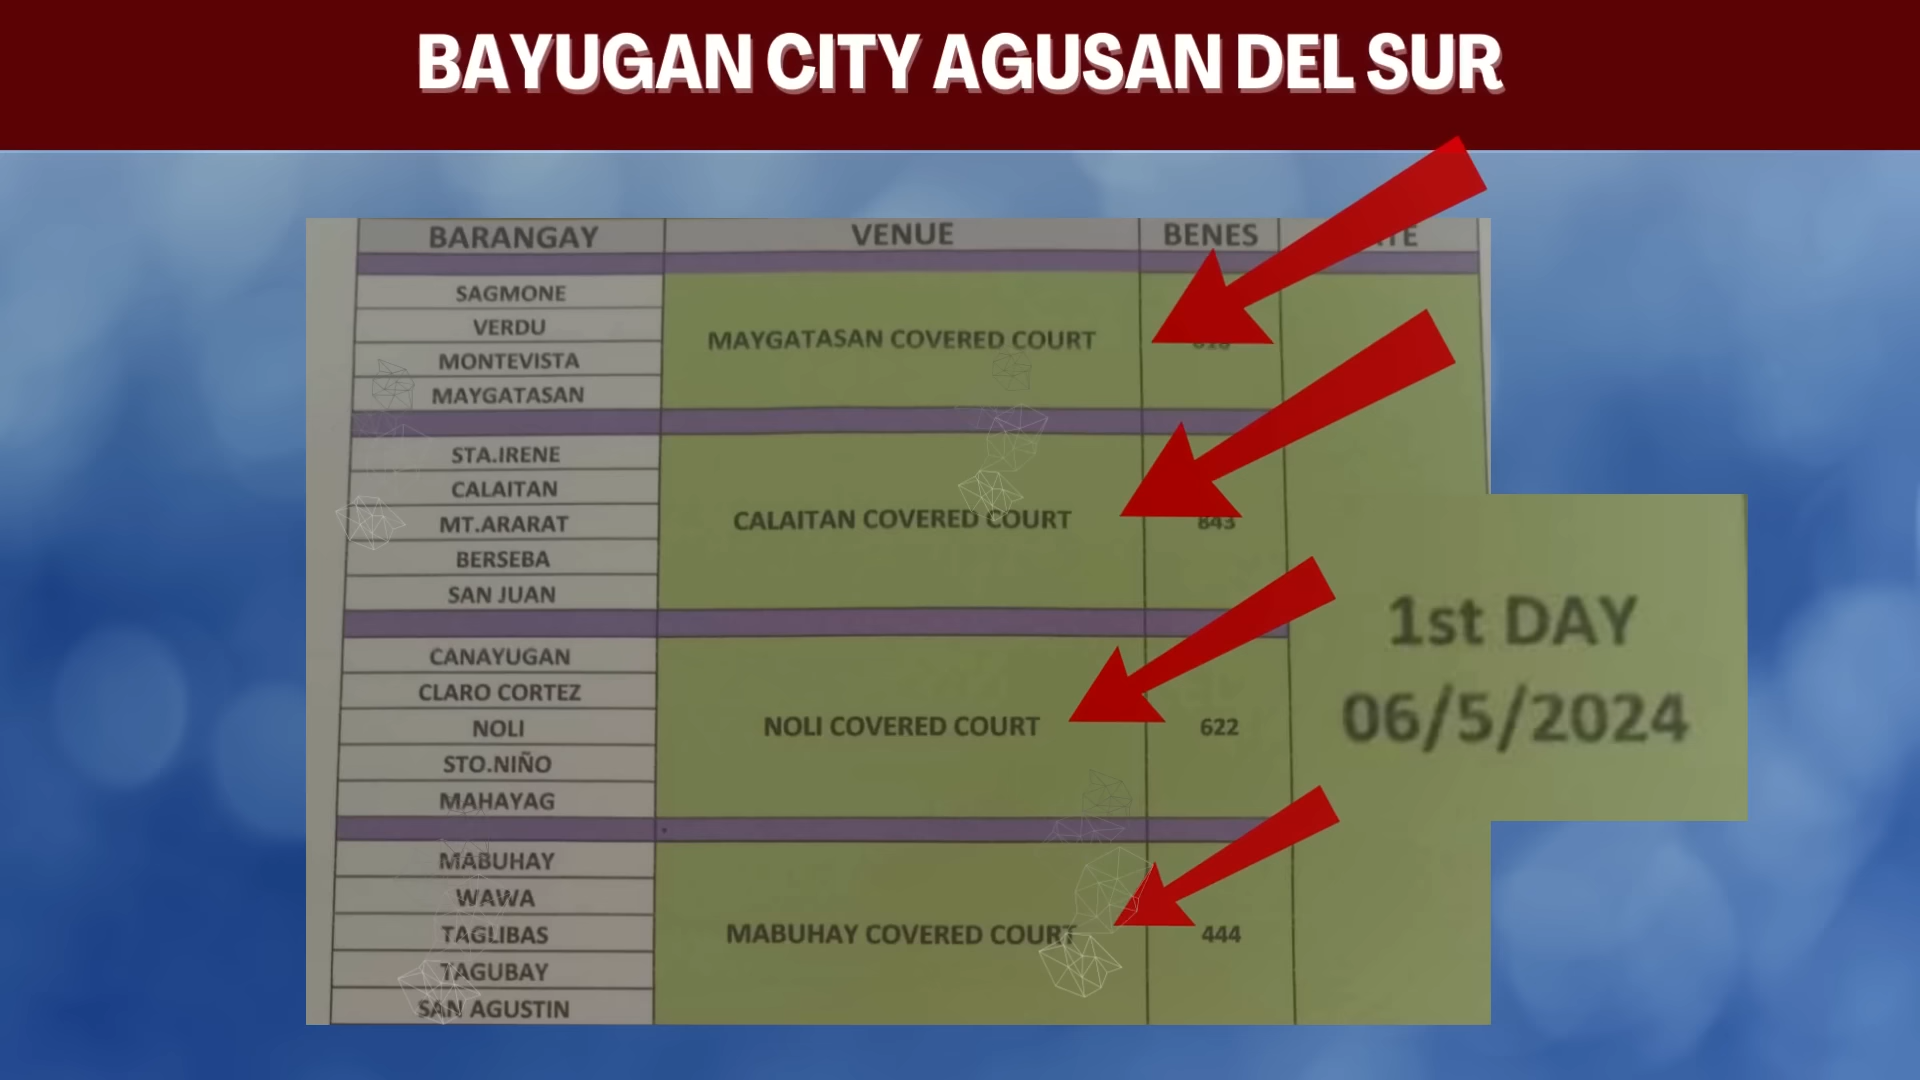 BAYUGAN CITY AGUSAN DEL SUR
BARANGAY VENUE BENES
SAGMONE
VERDU
MAYGATASAN COVERED COURT
MONTEVISTA
MAYGATASAN
STA.IRENE
CALAITAN
MT.ARARAT
CALAITAN COVERED COURT 843
BERSEBA
SAN JUAN
CANAYUGAN
CLARO CORTEZ
NOLI
NOLI COVERED COURT 622
STO.NIÑO
MAHAYAG
1st DAY
06/5/2024
MABUHAY
WAWA
TAGLIBAS
MABUHAY COVERED COURT 444
TAGUBAY
SAN AGUSTIN